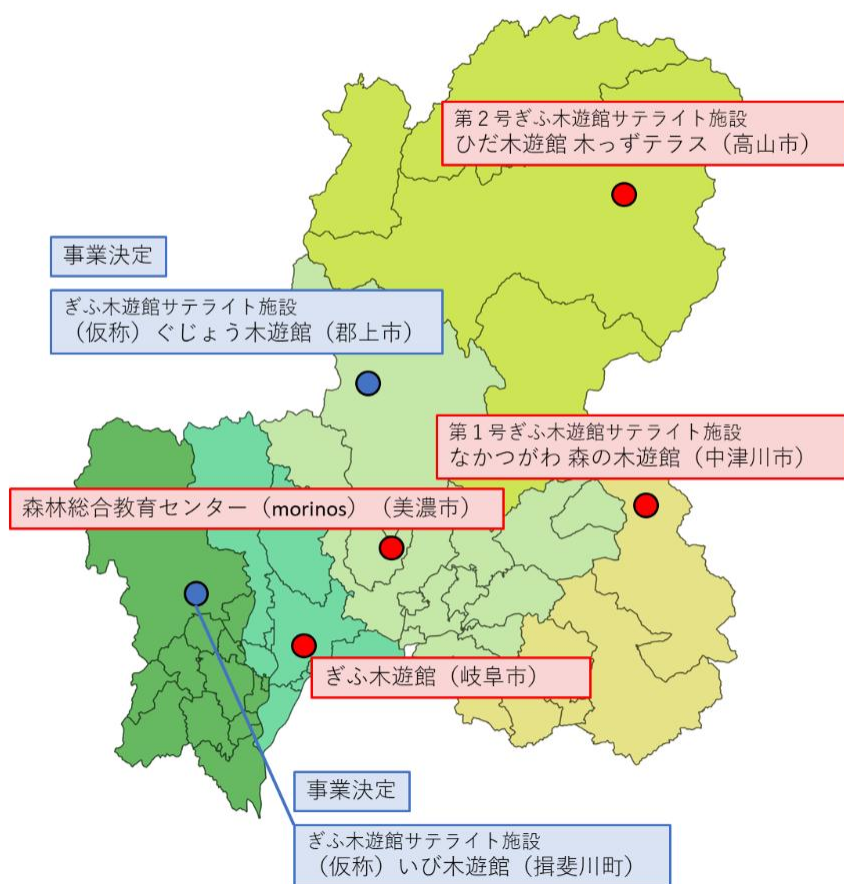 第２号ぎふ木遊館サテライト施設
ひだ木遊館 木っずテラス（高山市）
事業決定
ぎふ木遊館サテライト施設
（仮称）ぐじょう木遊館（郡上市）
第１号ぎふ木遊館サテライト施設
なかつがわ 森の木遊館（中津川市）
森林総合教育センター（morinos）（美濃市）
ぎふ木遊館（岐阜市）
事業決定
ぎふ木遊館サテライト施設
（仮称）いび木遊館（揖斐川町）